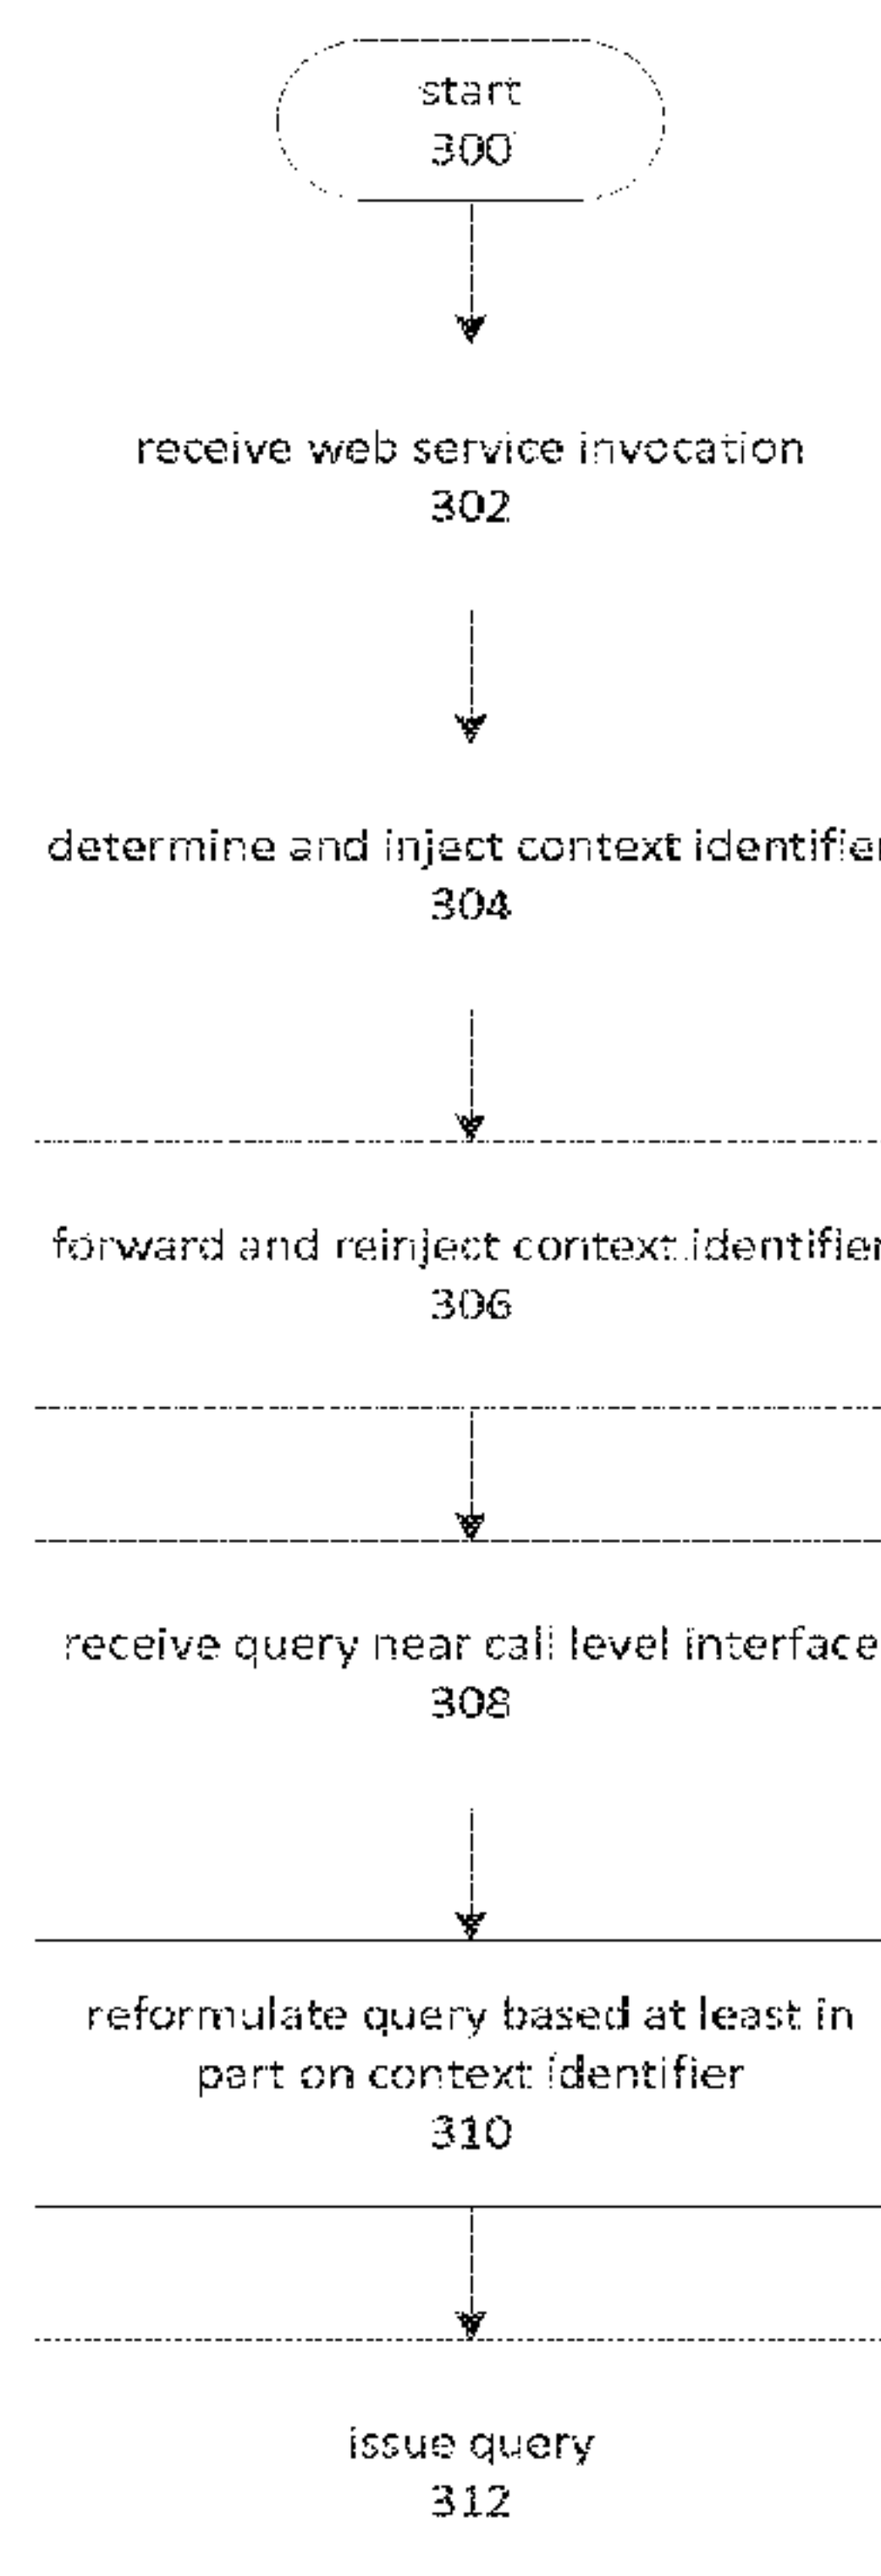 start
300
receive web service invocation
302
determine and inject context identifier
304
forward and reinject context identifier
306
receive query near call level interface
308
reformulate query based at least in
part on context identifier
310
issue query
312